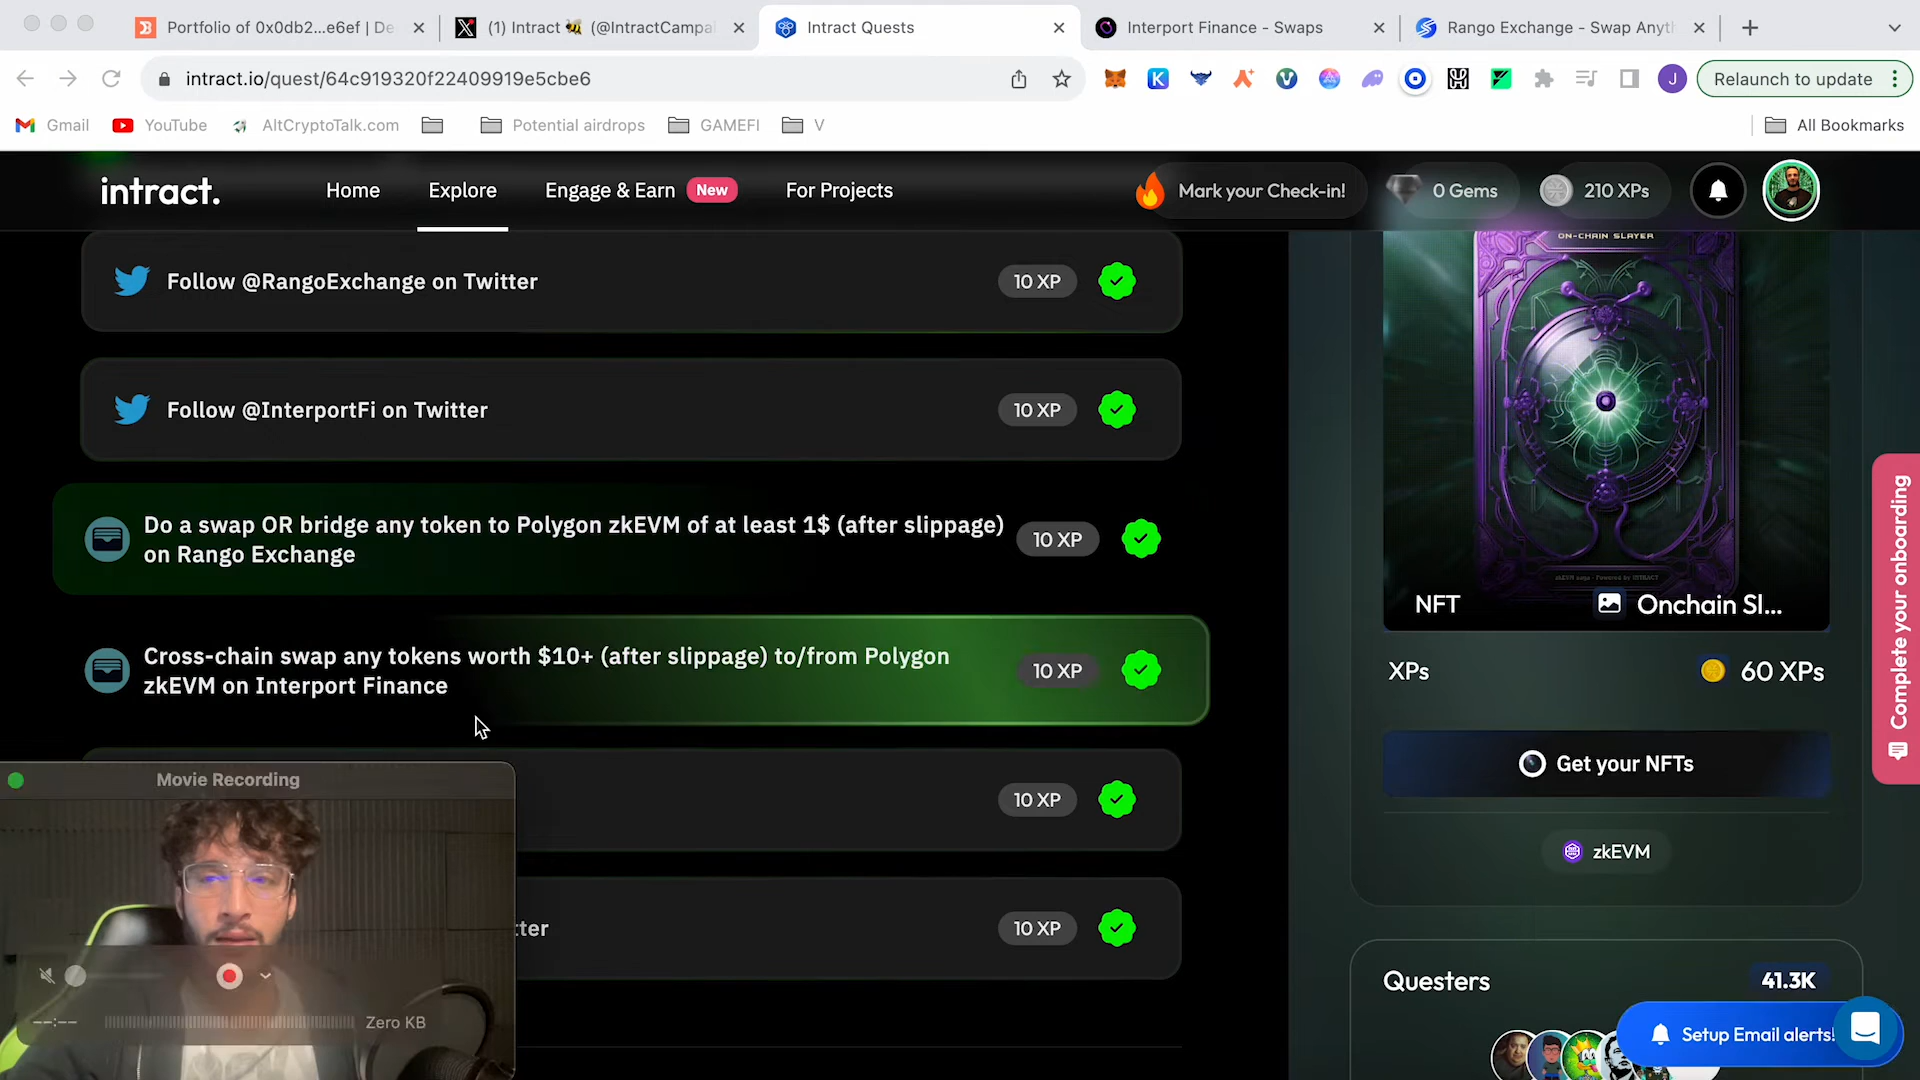 Portfolio of 0x0db2...e6ef | De
(1) Intract 🐝 (@IntractCampai
Intract Quests
Interport Finance - Swaps
Rango Exchange - Swap Anyt
intract.io/quest/64c919320f22409919e5cbe6
J
Relaunch to update
Gmail
YouTube
AltCryptoTalk.com
Potential airdrops
GAMEFI
V
All Bookmarks
intract.
Home
Explore
Engage & Earn
New
For Projects
Mark your Check-in!
0 Gems
210 XPs
Follow @RangoExchange on Twitter
10 XP
Follow @InterportFi on Twitter
10 XP
Do a swap OR bridge any token to Polygon zkEVM of at least 1$ (after slippage)
on Rango Exchange
10 XP
Cross-chain swap any tokens worth $10+ (after slippage) to/from Polygon
zkEVM on Interport Finance
10 XP
10 XP
tter
10 XP
Movie Recording
--:--
Zero KB
ON-CHAIN SLAYER
NFT
Onchain Sl...
XPs
60 XPs
Get your NFTs
zkEVM
Questers
41.3K
Setup Email alerts!
Complete your onboarding